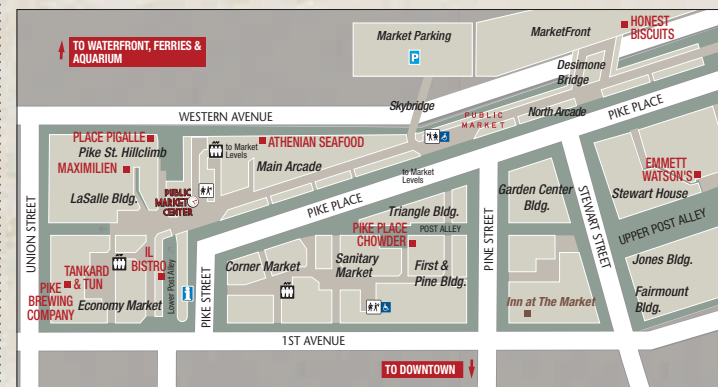 HONEST
BISCUITS
Market Parking
MarketFront
TO WATERFRONT, FERRIES &
AQUARIUM
P
Desimone
Bridge
Skybridge
North Arcade
PIKE PLACE
WESTERN AVENUE
PUBLIC
MARKET
PLACE PIGALLE
Pike St. Hillclimb
MAXIMILIEN
to Market
Levels
ATHENIAN SEAFOOD
Main Arcade
to Market
Levels
EMMETT
WATSON'S
LaSalle Bldg.
PUBLIC
MARKET
CENTER
Garden Center
Bldg.
Stewart House
UNION STREET
PIKE PLACE
Triangle Bldg.
POST ALLEY
PINE STREET
STEWART STREET
UPPER POST ALLEY
IL
BISTRO
PIKE PLACE
CHOWDER
TANKARD
& TUN
PIKE
BREWING
COMPANY
Economy Market
Lower Post Alley
i
PIKE STREET
Corner Market
Sanitary
Market
First &
Pine Bldg.
Inn at The Market
Jones Bldg.
Fairmount
Bldg.
1ST AVENUE
TO DOWNTOWN